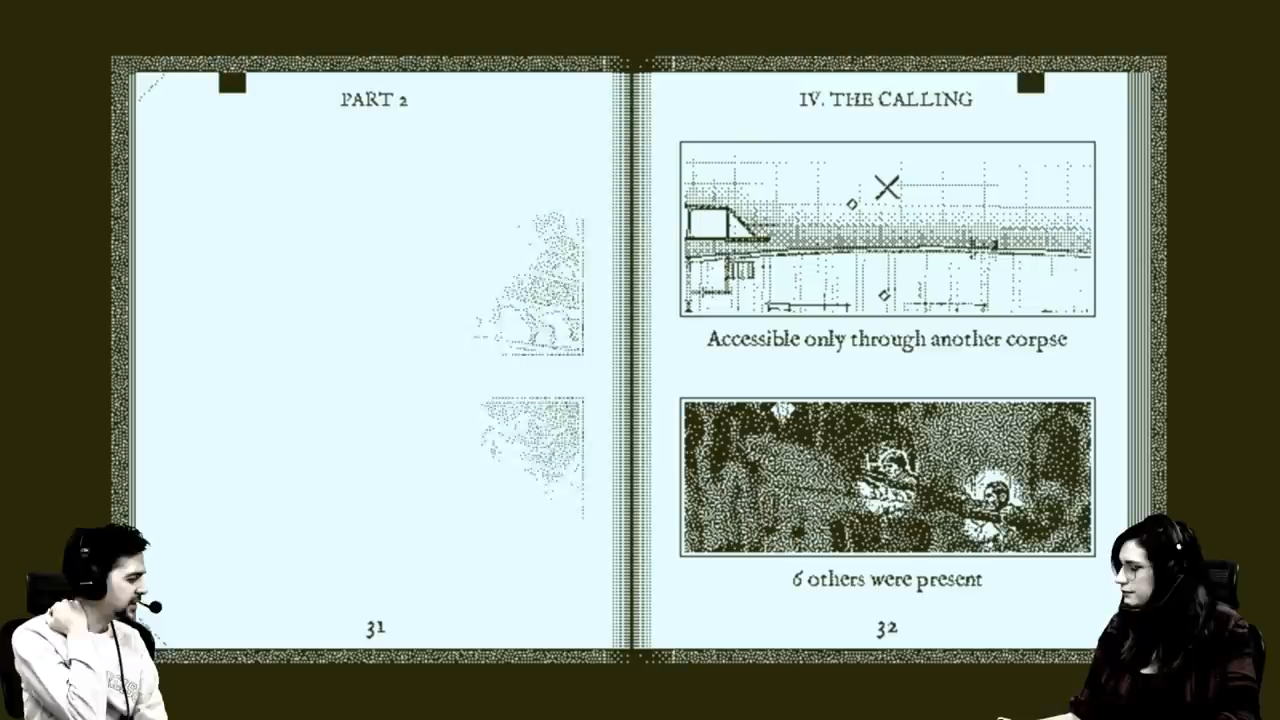 PART 2
31
IV. THE CALLING
Accessible only through another corpse
6 others were present
32